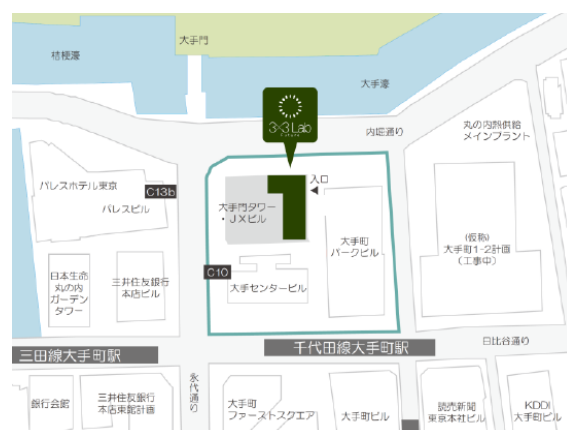 大手門
桔梗濠
大手濠
3×3 Lab
Future
内堀通り
丸の内熱供給
メインプラント
パレスホテル東京
パレスビル
C13b
入口
大手門タワー
・JXビル
大手町
パークビル
(仮称)
大手町1-2計画
(工事中)
C10
大手センタービル
日本生命
丸の内
ガーデン
タワー
三井住友銀行
本店ビル
日比谷通り
三田線大手町駅
千代田線大手町駅
永代通り
銀行会館
三井住友銀行
本店東館計画
大手町
ファーストスクエア
大手町ビル
読売新聞
東京本社ビル
KDDI
大手町ビル